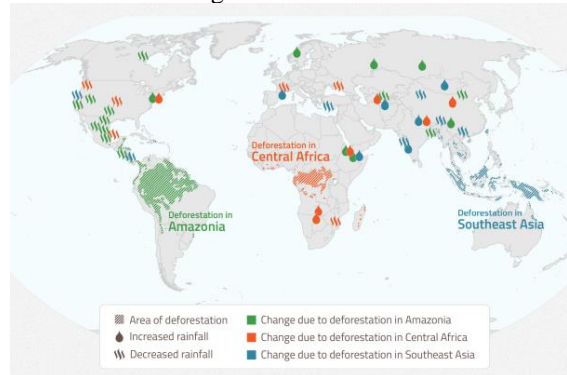 Deforestation in
Central Africa
Deforestation in
Amazonia
Deforestation in
Southeast Asia
Area of deforestation
Increased rainfall
Decreased rainfall
Change due to deforestation in Amazonia
Change due to deforestation in Central Africa
Change due to deforestation in Southeast Asia